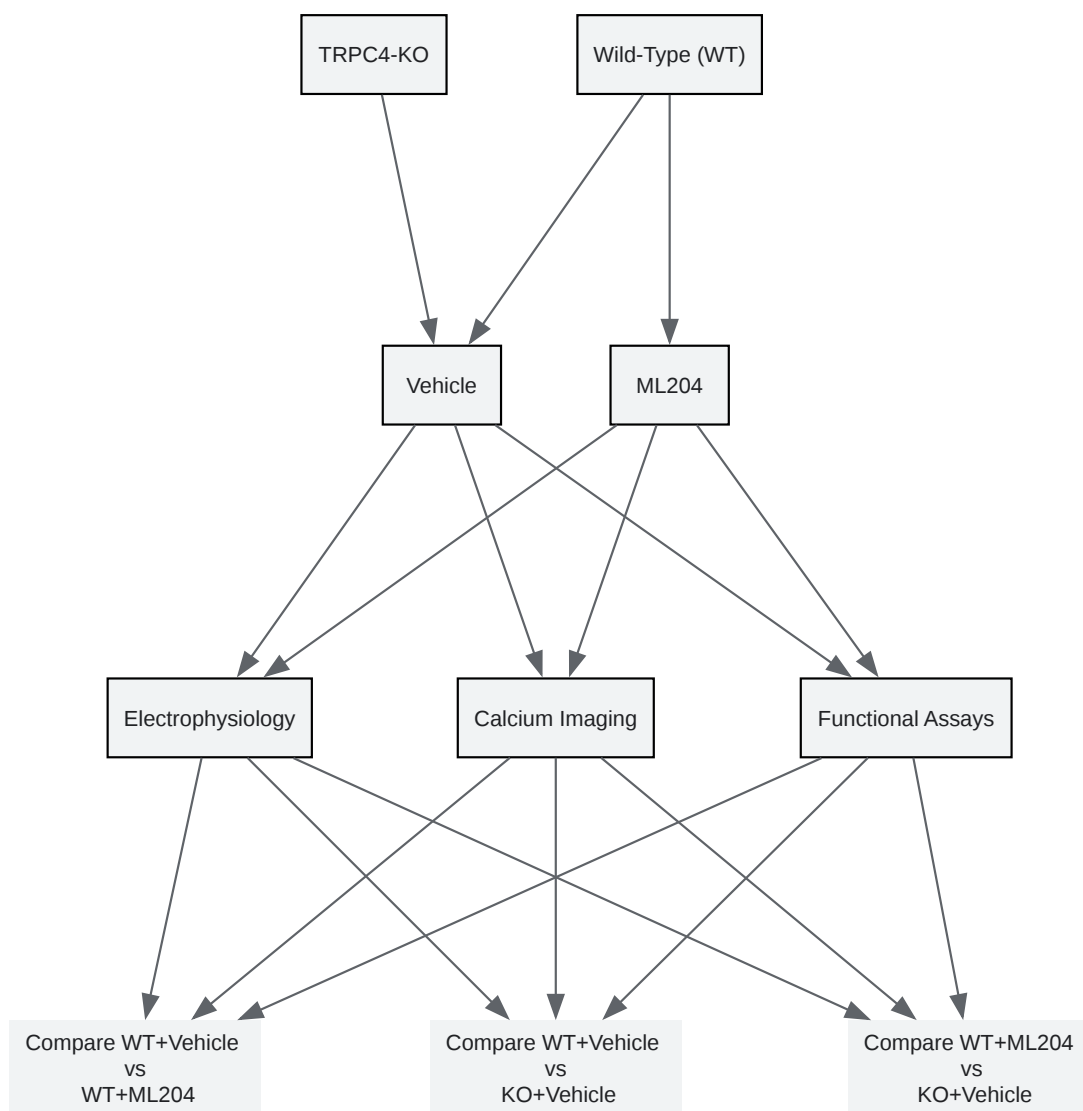 TRPC4-KO
Wild-Type (WT)
Vehicle
ML204
Electrophysiology
Calcium Imaging
Functional Assays
Compare WT+Vehicle
vs
WT+ML204
Compare WT+Vehicle
vs
KO+Vehicle
Compare WT+ML204
vs
KO+Vehicle